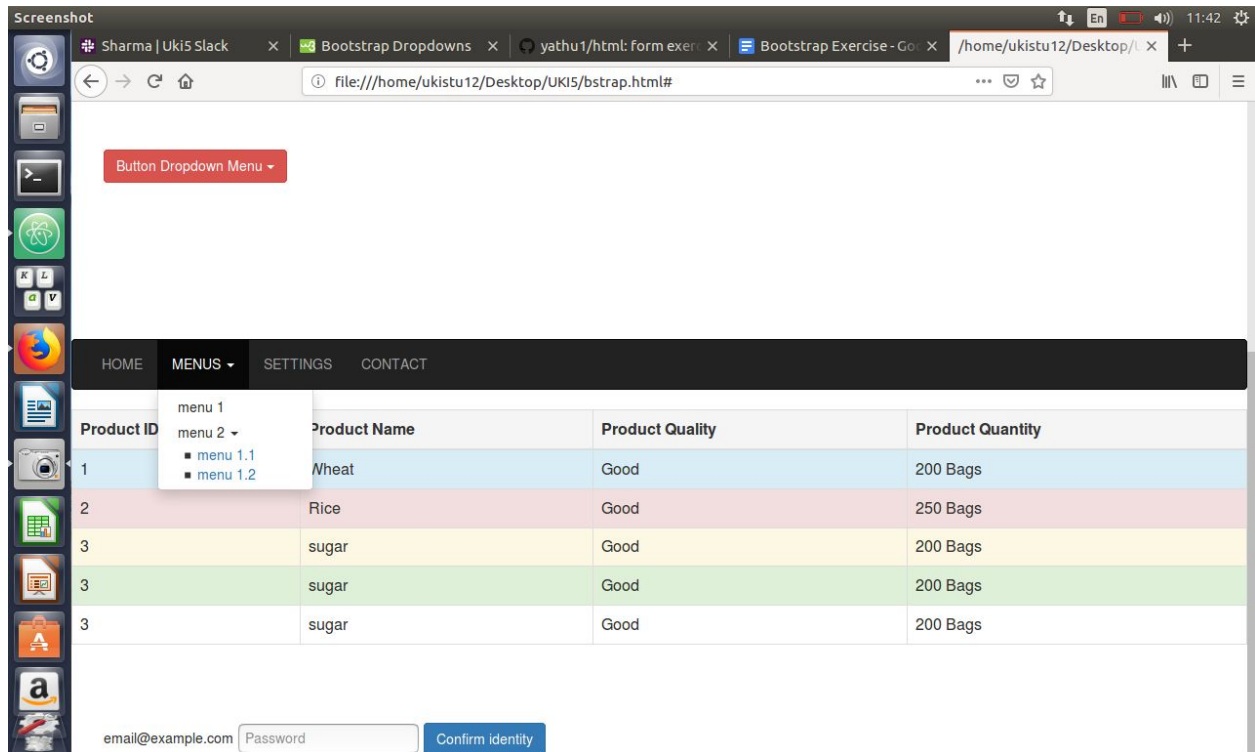 Screenshot En 11:42
Sharma | Uki5 Slack Bootstrap Dropdowns yathu1/html: form exerc Bootstrap Exercise - Goo /home/ukistu12/Desktop/U
file:///home/ukistu12/Desktop/UKI5/bstrap.html#
Button Dropdown Menu
K L
a V
HOME MENUS SETTINGS CONTACT
menu 1
menu 2
menu 1.1
menu 1.2
Product ID Product Name Product Quality Product Quantity
1 Wheat Good 200 Bags
2 Rice Good 250 Bags
3 sugar Good 200 Bags
3 sugar Good 200 Bags
3 sugar Good 200 Bags
email@example.com Password Confirm identity